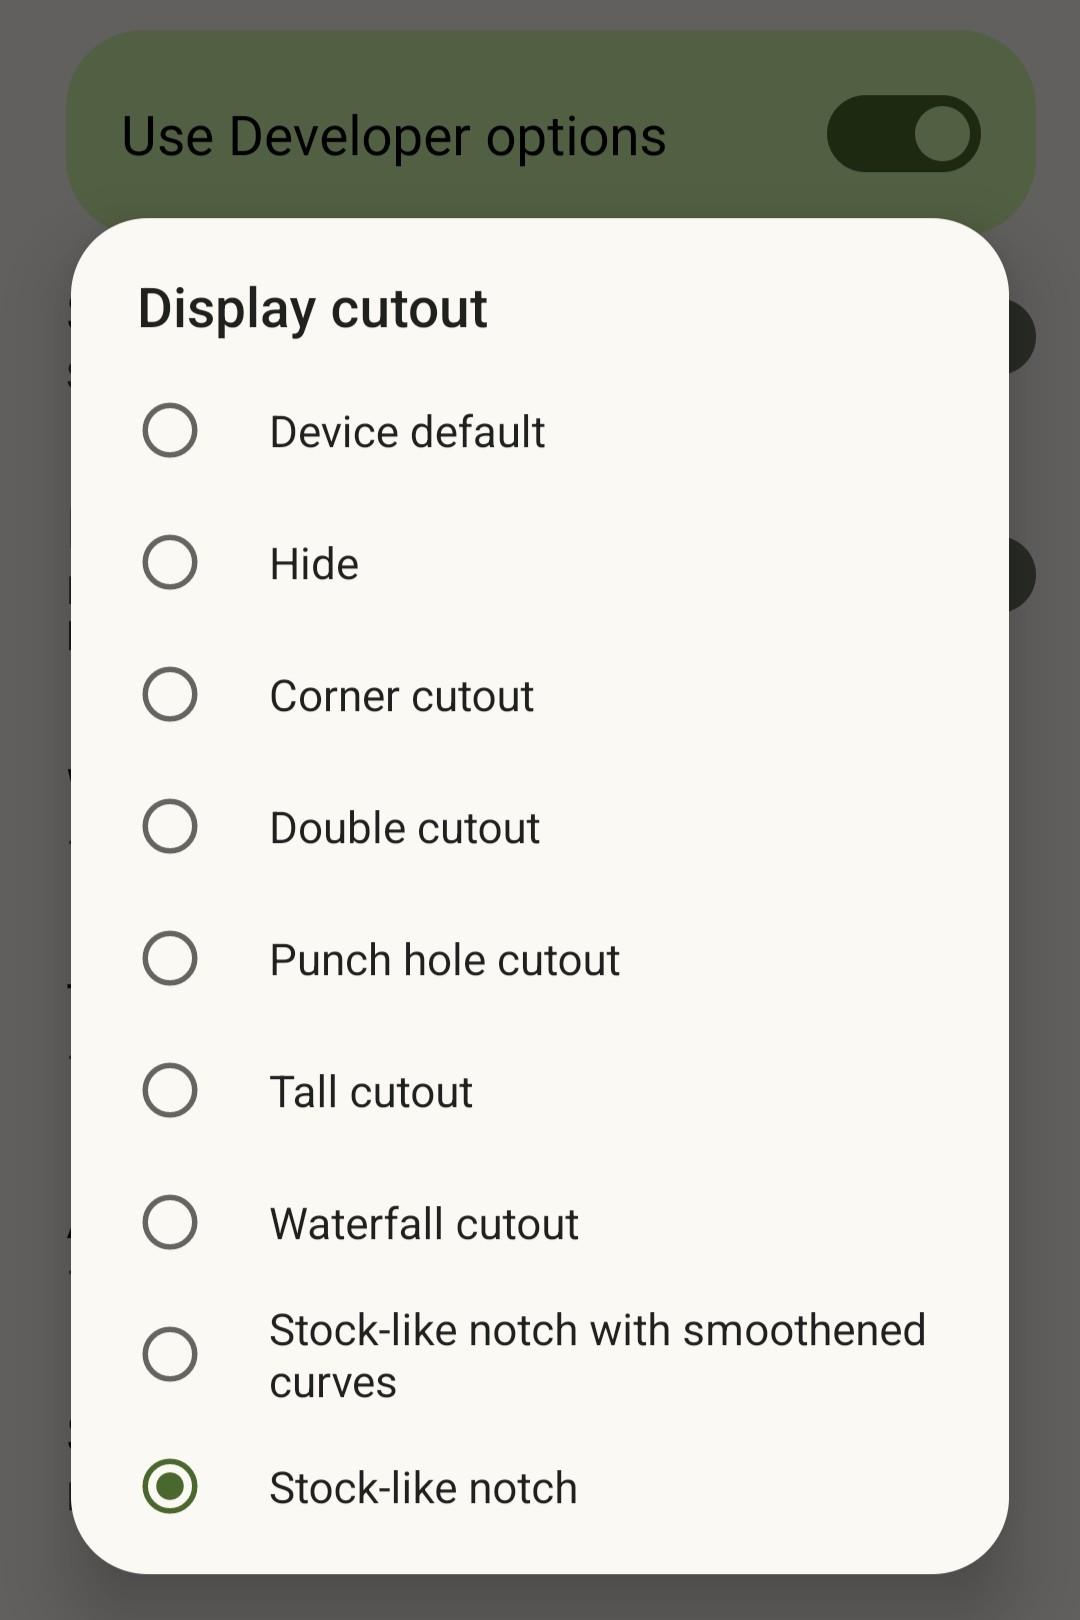 Use Developer options
Display cutout
Device default
Hide
Corner cutout
Double cutout
Punch hole cutout
Tall cutout
Waterfall cutout
Stock-like notch with smoothened
curves
Stock-like notch